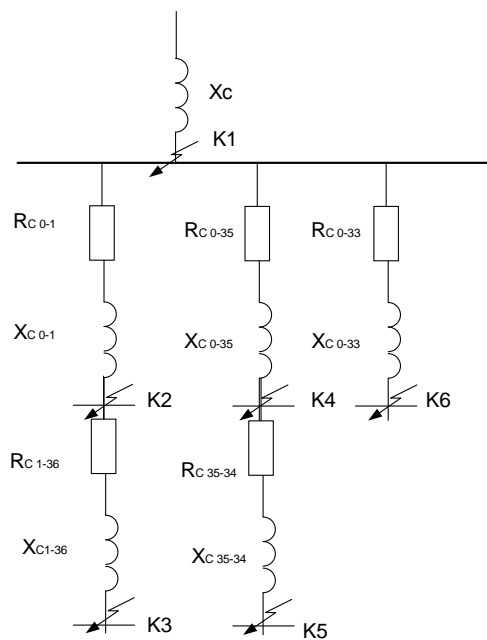 Xc
K1
RC 0-1
RC 0-35
RC 0-33
XC 0-1
XC 0-35
XC 0-33
K2
K4
K6
RC 1-36
RC 35-34
XC1-36
XC 35-34
K3
K5